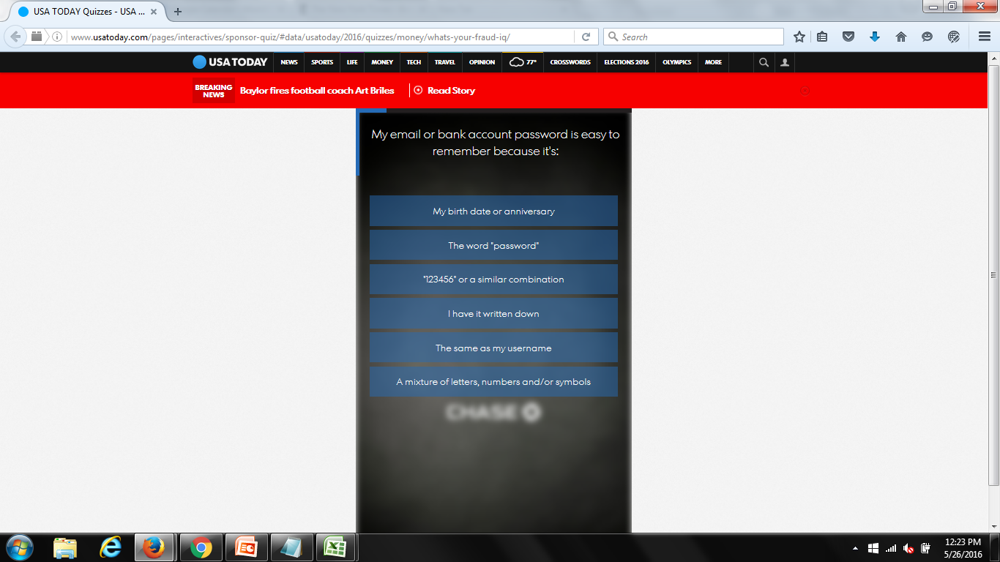 USA TODAY Quizzes - USA ...
www.usatoday.com/pages/interactives/sponsor-quiz/#data/usatoday/2016/quizzes/money/whats-your-fraud-iq/
Search
USA TODAY NEWS SPORTS LIFE MONEY TECH TRAVEL OPINION 77° CROSSWORDS ELECTIONS 2016 OLYMPICS MORE
BREAKING
NEWS
Baylor fires football coach Art Briles Read Story
My email or bank account password is easy to
remember because it's:
My birth date or anniversary
The word "password"
"123456" or a similar combination
I have it written down
The same as my username
A mixture of letters, numbers and/or symbols
CHASE
12:23 PM
5/26/2016